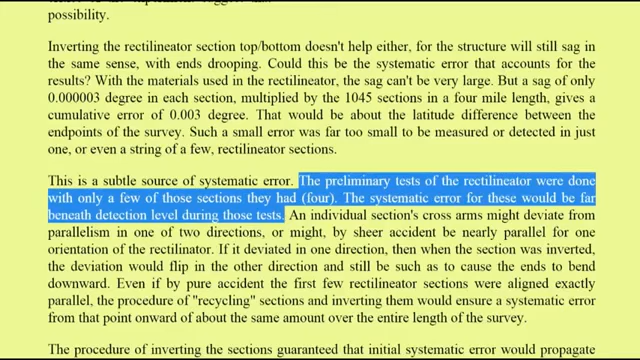 possibility.
Inverting the rectilineator section top/bottom doesn't help either, for the structure will still sag in
the same sense, with ends drooping. Could this be the systematic error that accounts for the
results? With the materials used in the rectilineator, the sag can't be very large. But a sag of only
0.000003 degree in each section, multiplied by the 1045 sections in a four mile length, gives a
cumulative error of 0.003 degree. That would be about the latitude difference between the
endpoints of the survey. Such a small error was far too small to be measured or detected in just
one, or even a string of a few, rectilineator sections.
This is a subtle source of systematic error. The preliminary tests of the rectilineator were done
with only a few of those sections they had (four). The systematic error for these would be far
beneath detection level during those tests. An individual section's cross arms might deviate from
parallelism in one of two directions, or might, by sheer accident be nearly parallel for one
orientation of the rectilinator. If it deviated in one direction, then when the section was inverted,
the deviation would flip in the other direction and still be such as to cause the ends to bend
downward. Even if by pure accident the first few rectilineator sections were aligned exactly
parallel, the procedure of "recycling" sections and inverting them would ensure a systematic error
from that point onward of about the same amount over the entire length of the survey.
The procedure of inverting the sections guaranteed that initial systematic error would propagate